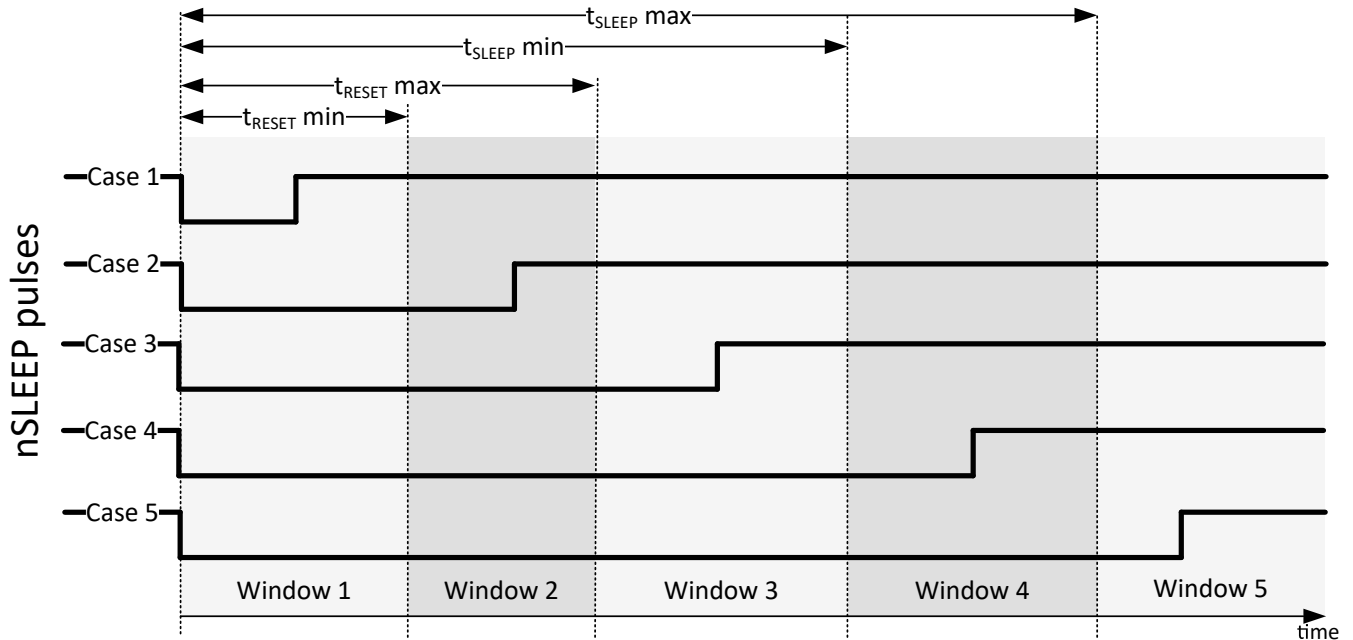 tSLEEP max
tSLEEP min
tRESET max
tRESET min
nSLEEP pulses
Case 1
Case 2
Case 3
Case 4
Case 5
Window 1 Window 2 Window 3 Window 4 Window 5
time